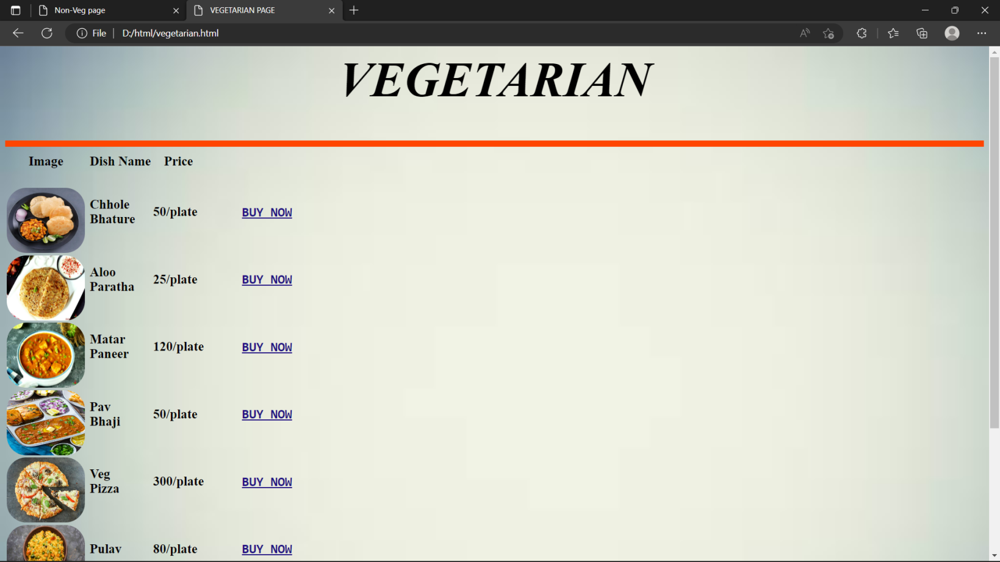 Non-Veg page
VEGETARIAN PAGE
File
D:/html/vegetarian.html
VEGETARIAN
Image Dish Name Price
Chhole
Bhature
50/plate
BUY NOW
Aloo
Paratha
25/plate
BUY NOW
Matar
Paneer
120/plate
BUY NOW
Pav
Bhaji
50/plate
BUY NOW
Veg
Pizza
300/plate
BUY NOW
Pulav
80/plate
BUY NOW